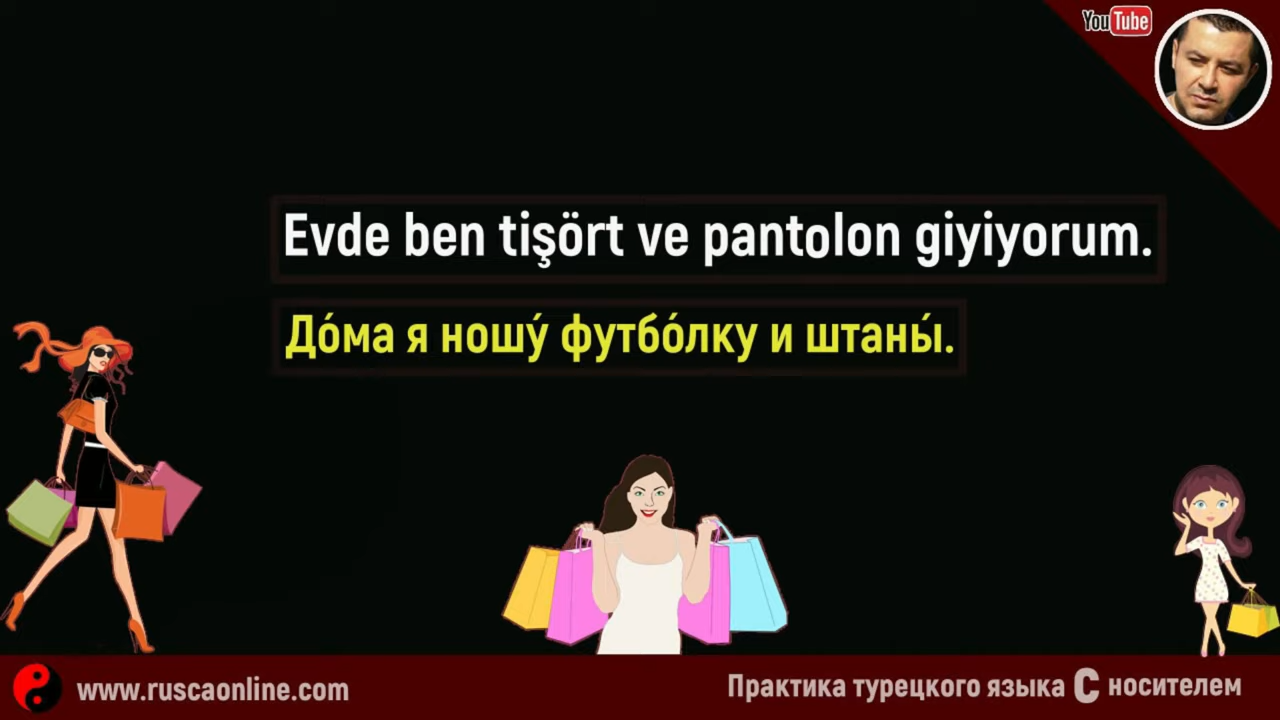 YouTube
Evde ben tişört ve pantolon giyiyorum.
До́ма я ношу́ футбо́лку и штаны́.
www.ruscaonline.com
Практика турецкого языка С носителем